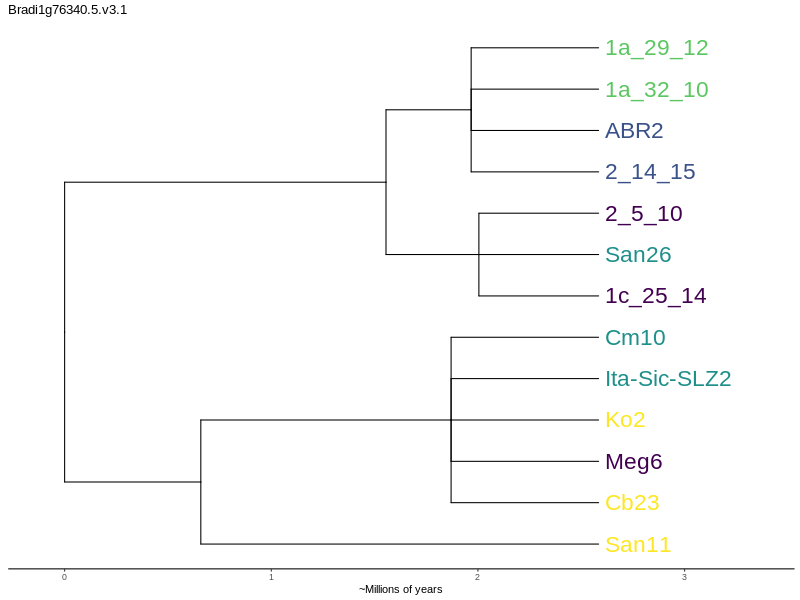 Bradi1g76340.5.v3.1
1a_29_12
1a_32_10
ABR2
2_14_15
2_5_10
San26
1c_25_14
Cm10
Ita-Sic-SLZ2
Ko2
Meg6
Cb23
San11
0 1 2 3
~Millions of years